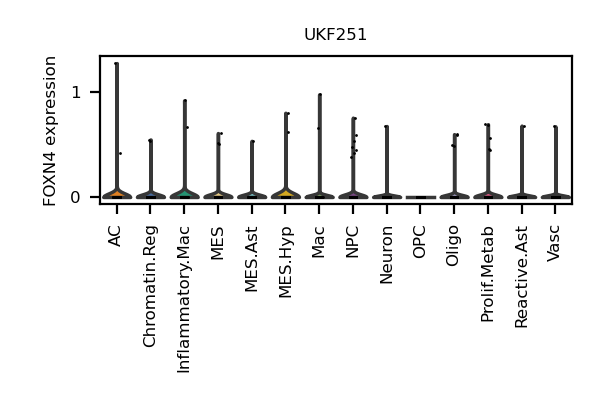 UKF251
FOXN4 expression
1
0
AC
Chromatin.Reg
Inflammatory.Mac
MES
MES.Ast
MES.Hyp
Mac
NPC
Neuron
OPC
Oligo
Prolif.Metab
Reactive.Ast
Vasc